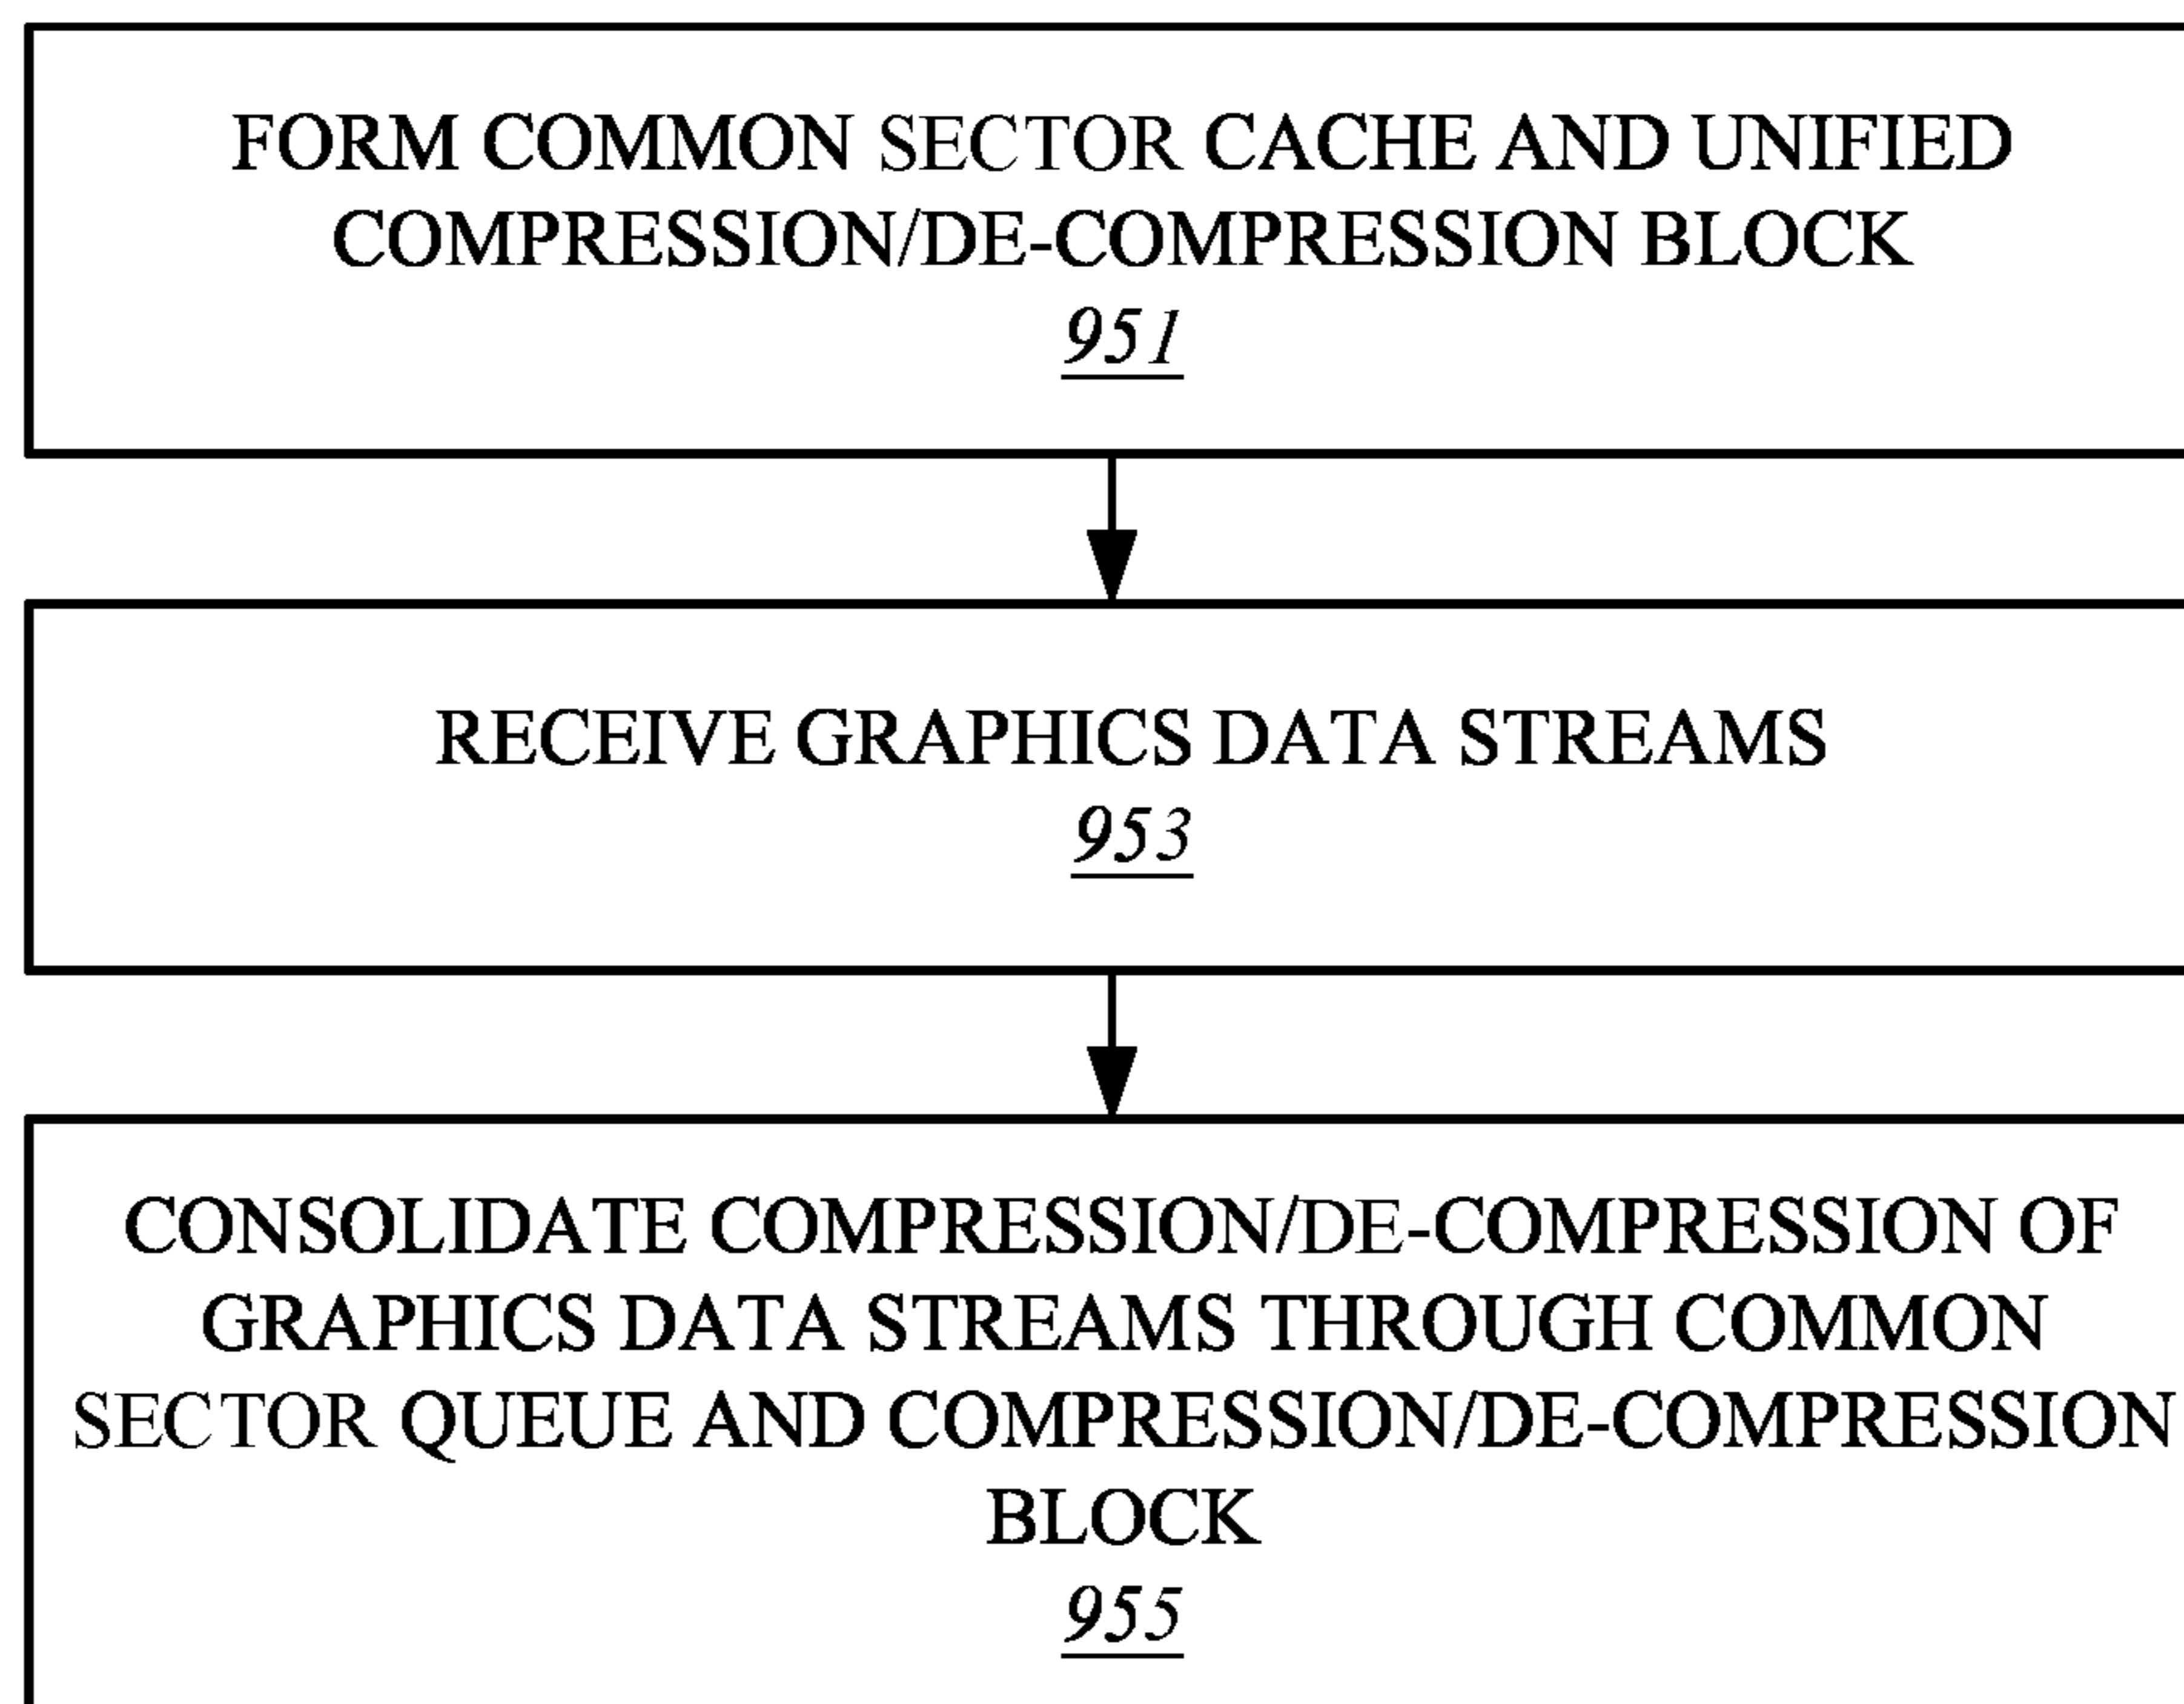 FORM COMMON SECTOR CACHE AND UNIFIED
COMPRESSION/DE-COMPRESSION BLOCK
951
RECEIVE GRAPHICS DATA STREAMS
953
CONSOLIDATE COMPRESSION/DE-COMPRESSION OF
GRAPHICS DATA STREAMS THROUGH COMMON
SECTOR QUEUE AND COMPRESSION/DE-COMPRESSION
BLOCK
955